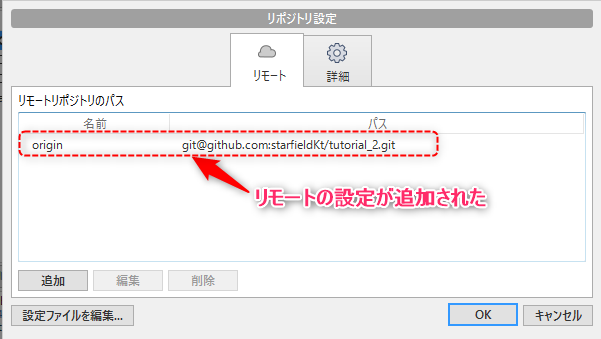 リポジトリ設定
リモート
詳細
リモートリポジトリのパス
名前 パス
origin git@github.com:starfieldKt/tutorial_2.git
リモートの設定が追加された
追加 編集 削除
設定ファイルを編集... OK キャンセル